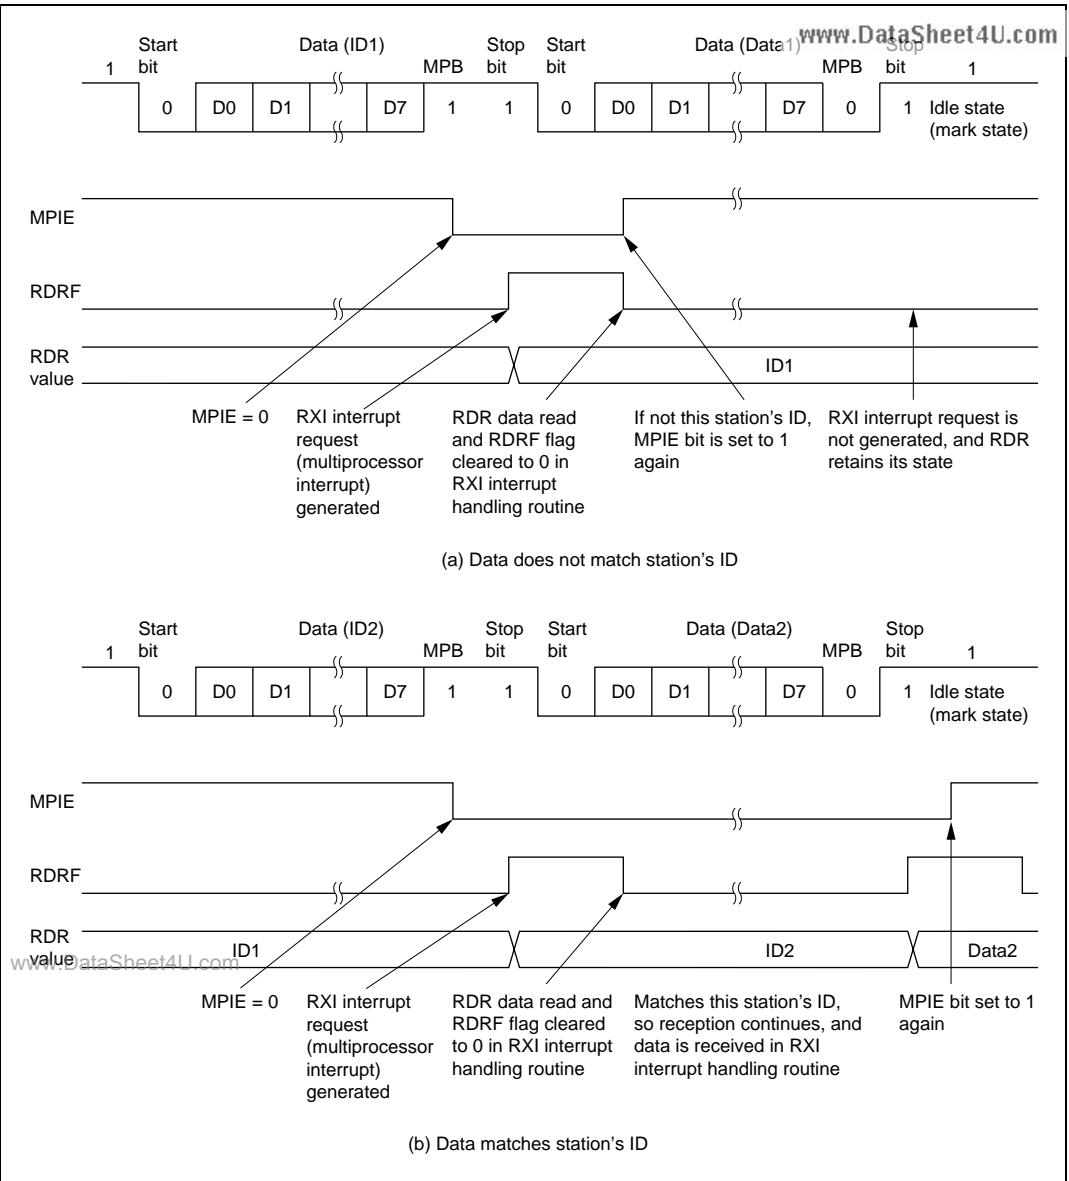 www.DataSheet4U.com
Start bit
Data (ID1)
Stop bit
Start bit
Data (Data1)
Stop bit
1
MPB
MPB
1
0 D0 D1 D7 1 1 0 D0 D1 D7 0 1 Idle state
(mark state)
MPIE
RDRF
RDR
value
ID1
MPIE = 0
RXI interrupt
request
(multiprocessor
interrupt)
generated
RDR data read
and RDRF flag
cleared to 0 in
RXI interrupt
handling routine
If not this station's ID,
MPIE bit is set to 1
again
RXI interrupt request is
not generated, and RDR
retains its state
(a) Data does not match station's ID
Start bit
Data (ID2)
Stop bit
Start bit
Data (Data2)
Stop bit
1
MPB
MPB
1
0 D0 D1 D7 1 1 0 D0 D1 D7 0 1 Idle state
(mark state)
MPIE
RDRF
RDR
value
ID1
ID2
Data2
www.DataSheet4U.com
MPIE = 0
RXI interrupt
request
(multiprocessor
interrupt)
generated
RDR data read and
RDRF flag cleared
to 0 in RXI interrupt
handling routine
Matches this station's ID,
so reception continues, and
data is received in RXI
interrupt handling routine
MPIE bit set to 1
again
(b) Data matches station's ID